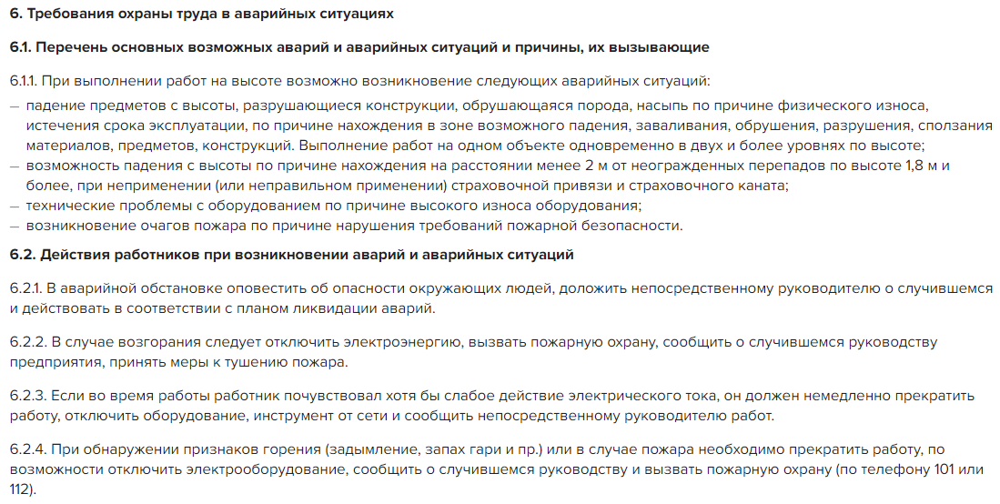 6. Требования охраны труда в аварийных ситуациях
6.1. Перечень основных возможных аварий и аварийных ситуаций и причины, их вызывающие
6.1.1. При выполнении работ на высоте возможно возникновение следующих аварийных ситуаций:
— падение предметов с высоты, разрушающиеся конструкции, обрушающаяся порода, насыпь по причине физического износа,
истечения срока эксплуатации, по причине нахождения в зоне возможного падения, заваливания, обрушения, разрушения, сползания
материалов, предметов, конструкций. Выполнение работ на одном объекте одновременно в двух и более уровнях по высоте;
— возможность падения с высоты по причине нахождения на расстоянии менее 2 м от неогражденных перепадов по высоте 1,8 м и
более, при неприменении (или неправильном применении) страховочной привязи и страховочного каната;
— технические проблемы с оборудованием по причине высокого износа оборудования;
— возникновение очагов пожара по причине нарушения требований пожарной безопасности.
6.2. Действия работников при возникновении аварий и аварийных ситуаций
6.2.1. В аварийной обстановке оповестить об опасности окружающих людей, доложить непосредственному руководителю о случившемся
и действовать в соответствии с планом ликвидации аварий.
6.2.2. В случае возгорания следует отключить электроэнергию, вызвать пожарную охрану, сообщить о случившемся руководству
предприятия, принять меры к тушению пожара.
6.2.3. Если во время работы работник почувствовал хотя бы слабое действие электрического тока, он должен немедленно прекратить
работу, отключить оборудование, инструмент от сети и сообщить непосредственному руководителю работ.
6.2.4. При обнаружении признаков горения (задымление, запах гари и пр.) или в случае пожара необходимо прекратить работу, по
возможности отключить электрооборудование, сообщить о случившемся руководству и вызвать пожарную охрану (по телефону 101 или
112).